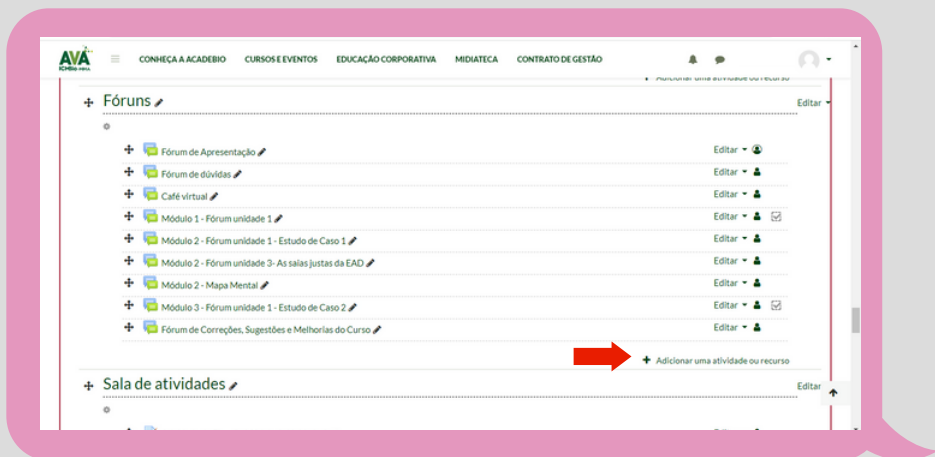 AVA
ICMBio MMA
CONHEÇA A ACADEBIO CURSOS E EVENTOS EDUCAÇÃO CORPORATIVA MIDIATECA CONTRATO DE GESTÃO
Adicionar uma atividade ou recurso
Fóruns Editar
Fórum de Apresentação Editar
Fórum de dúvidas Editar
Café virtual Editar
Módulo 1 - Fórum unidade 1 Editar
Módulo 2 - Fórum unidade 1 - Estudo de Caso 1 Editar
Módulo 2 - Fórum unidade 3- As saias justas da EAD Editar
Módulo 2 - Mapa Mental Editar
Módulo 3 - Fórum unidade 1 - Estudo de Caso 2 Editar
Fórum de Correções, Sugestões e Melhorias do Curso Editar
Adicionar uma atividade ou recurso
Sala de atividades Editar